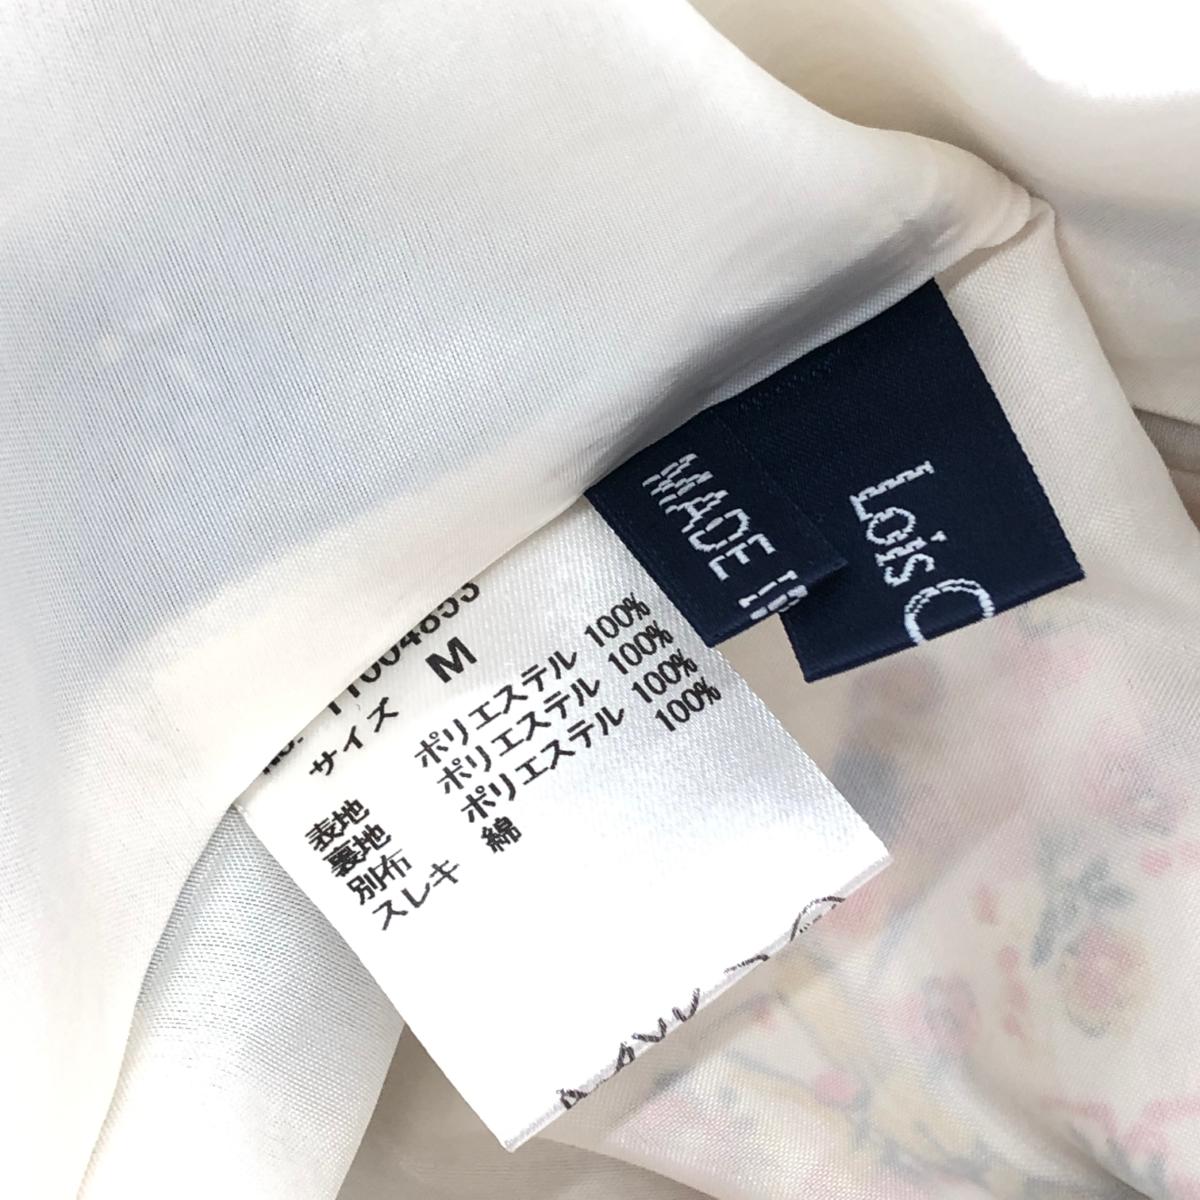 Lois
MADE
サイズ M
表地 ポリエステル 100%
裏地 ポリエステル 100%
別布 ポリエステル 100%
スレキ 綿 100%